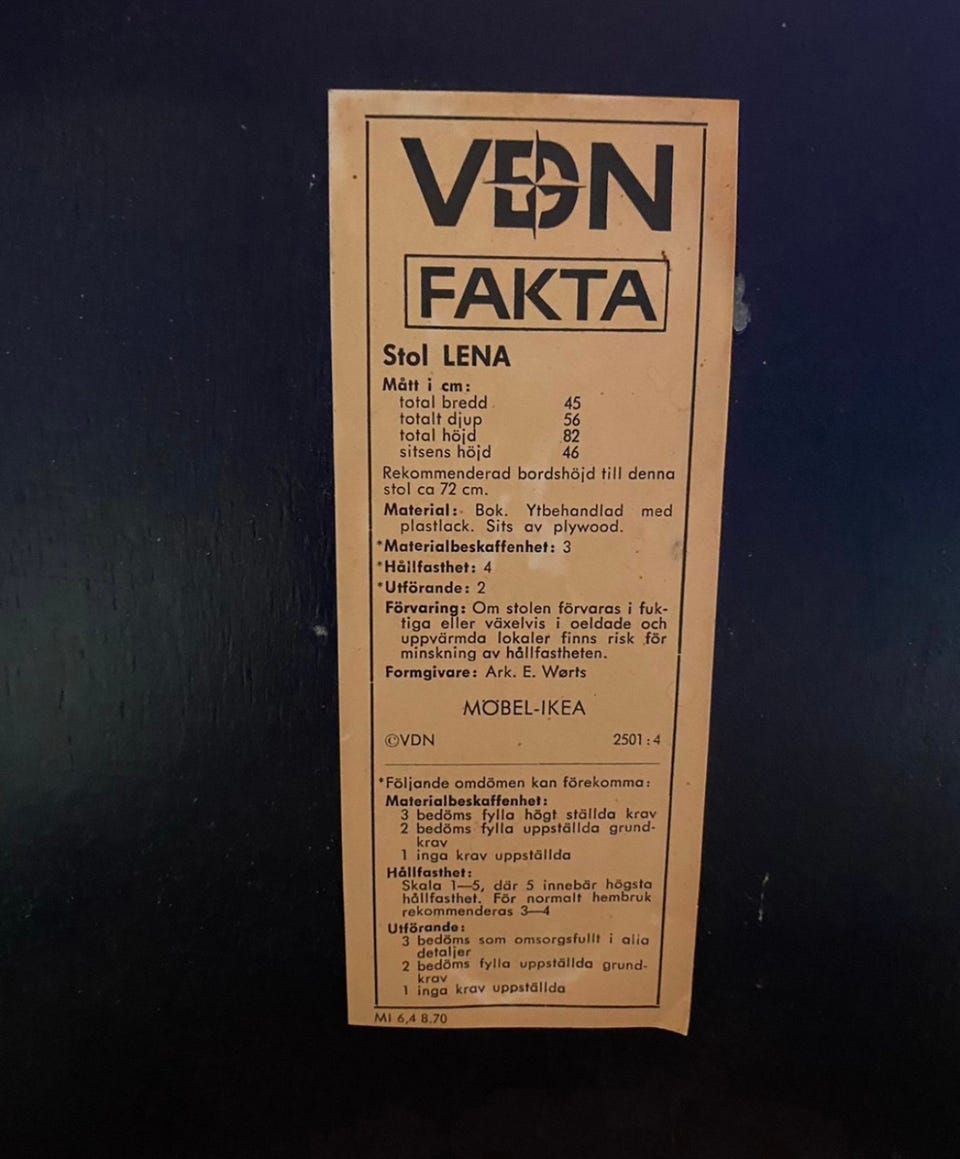 VDN
FAKTA
Stol LENA
Mått i cm:
total bredd 45
totalt djup 56
total höjd 82
sitsens höjd 46
Rekommenderad bordshöjd till denna
stol ca 72 cm.
Material: Bok. Ytbehandlad med
plastlack. Sits av plywood.
*Materialbeskaffenhet: 3
*Hållfasthet: 4
*Utförande: 2
Förvaring: Om stolen förvaras i fuk-
tiga eller växelvis i oeldade och
uppvärmda lokaler finns risk för
minskning av hållfastheten.
Formgivare: Ark. E. Wørts
MÖBEL-IKEA
©VDN 2501:4
*Följande omdömen kan förekomma:
Materialbeskaffenhet:
3 bedöms fylla högt ställda krav
2 bedöms fylla uppställda grund-
krav
1 inga krav uppställda
Hållfasthet:
Skala 1—5, där 5 innebär högsta
hållfasthet. För normalt hembruk
rekommenderas 3—4
Utförande:
3 bedöms som omsorgsfullt i alla
detaljer
2 bedöms fylla uppställda grund-
krav
1 inga krav uppställda
MI 6,4 8.70